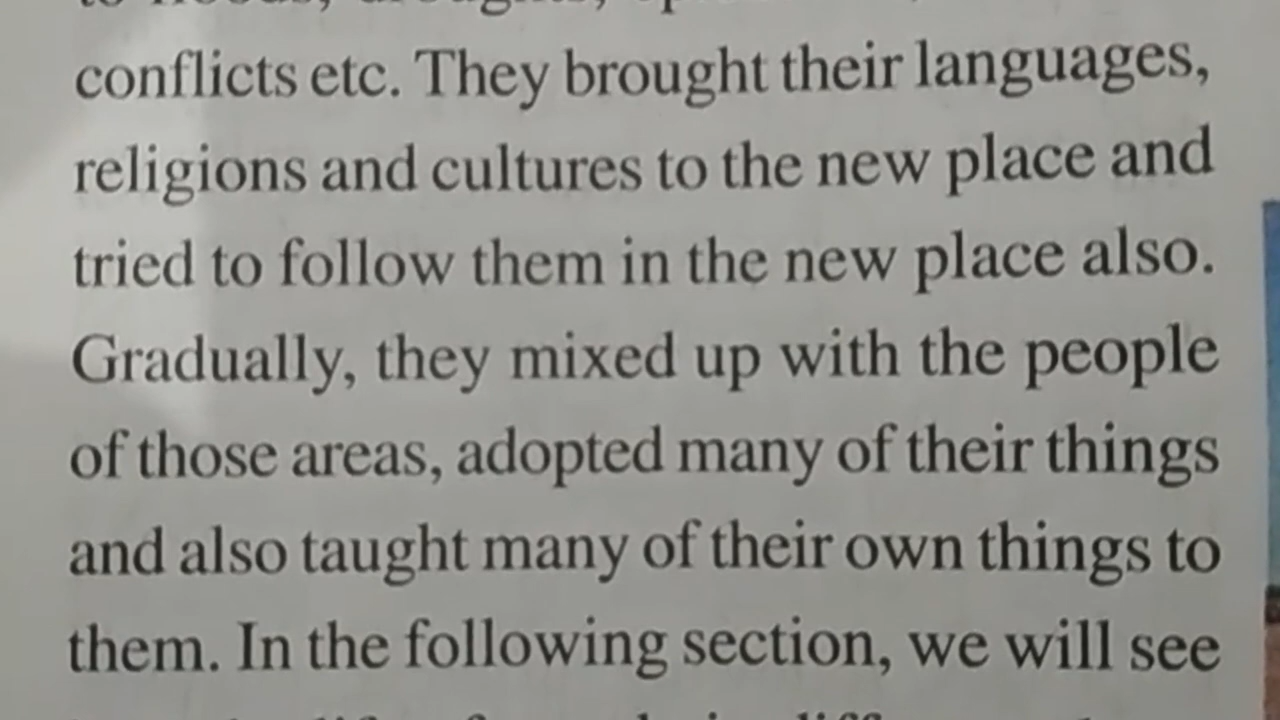 conflicts etc. They brought their languages,
religions and cultures to the new place and
tried to follow them in the new place also.
Gradually, they mixed up with the people
of those areas, adopted many of their things
and also taught many of their own things to
them. In the following section, we will see